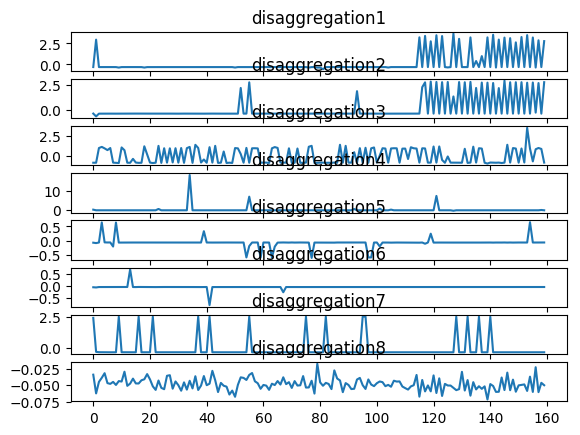 disaggregation1
2.5
0.0
disaggregation2
2.5
0.0
disaggregation3
2.5
0.0
disaggregation4
10
0
disaggregation5
0.5
0.0
−0.5
disaggregation6
0.5
0.0
−0.5
disaggregation7
2.5
0.0
disaggregation8
−0.025
−0.050
−0.075
0 20 40 60 80 100 120 140 160